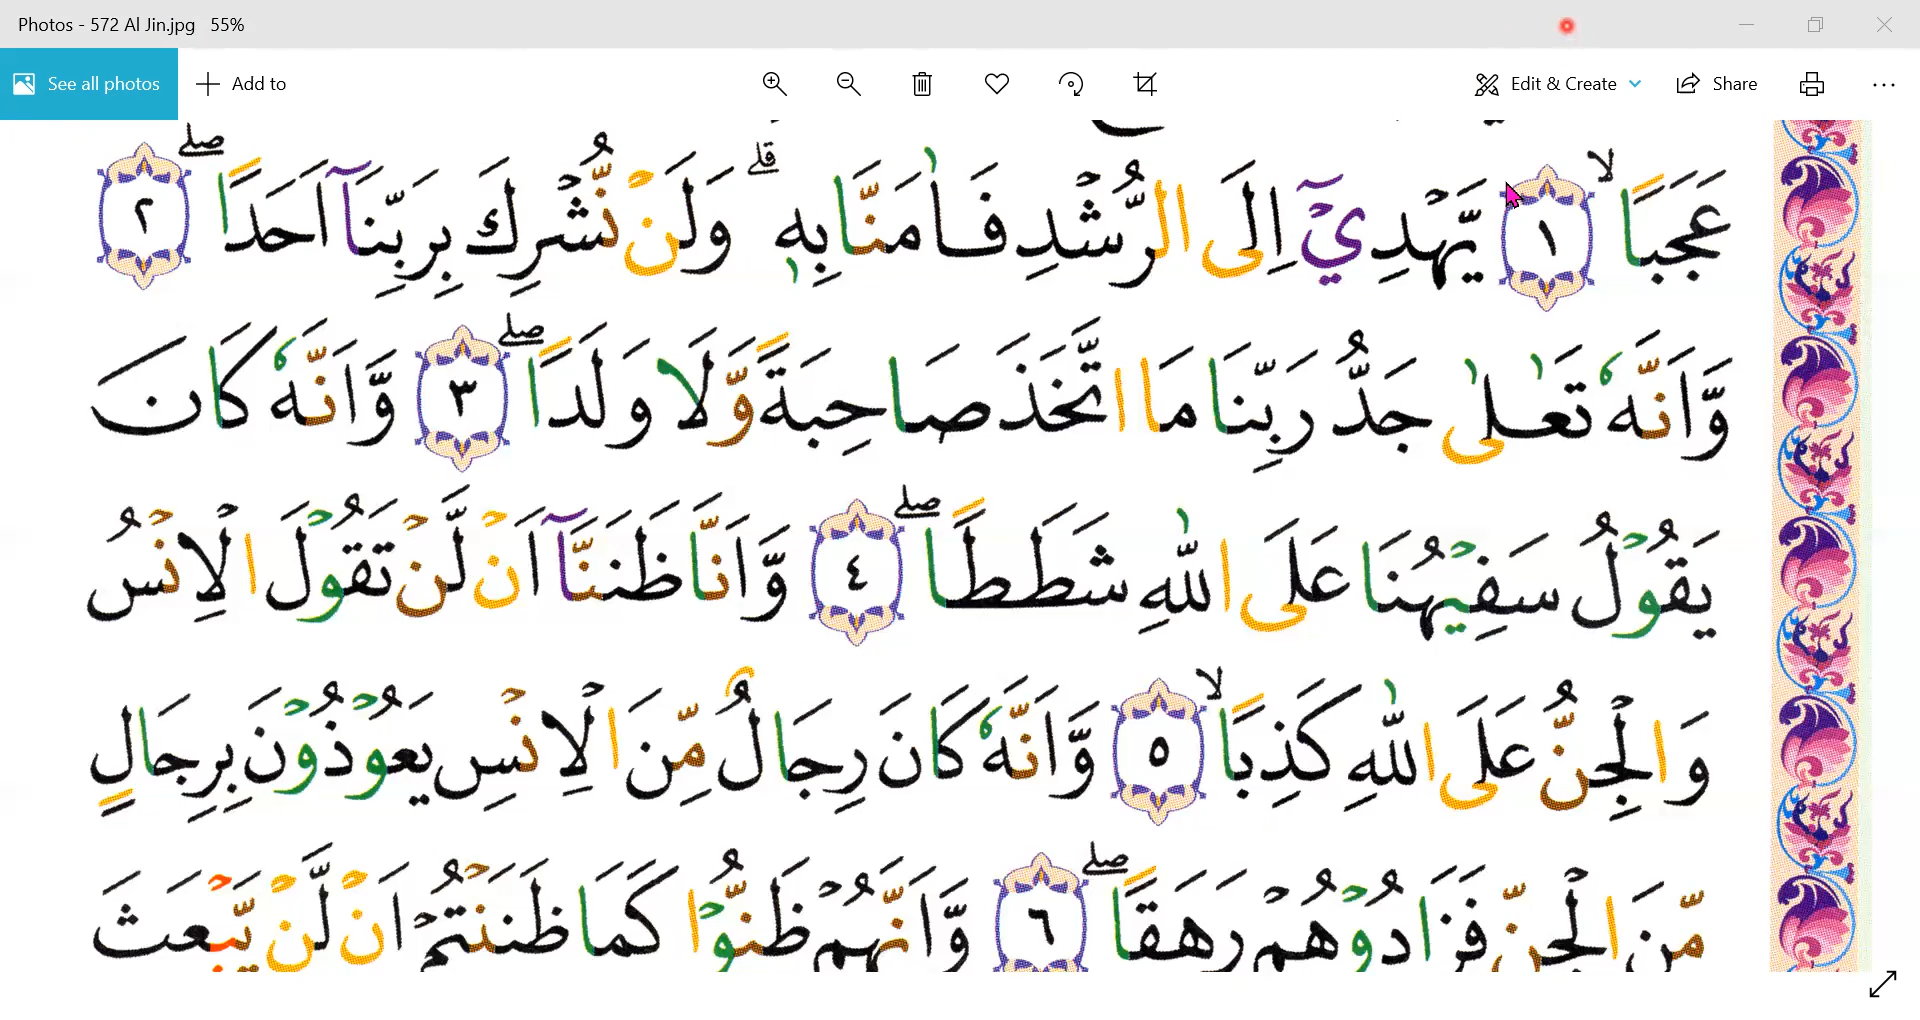 Photos - 572 Al Jin.jpg 55%
See all photos
Add to
Edit & Create
Share
عَجَبًا ۙ ١ يَّهْدِيْٓ اِلَى الرُّشْدِ فَاٰمَنَّا بِهٖ ۗ وَلَنْ نُّشْرِكَ بِرَبِّنَآ اَحَدًا ۖ ٢
وَّاَنَّهٗ تَعٰلٰى جَدُّ رَبِّنَا مَا اتَّخَذَ صَاحِبَةً وَّلَا وَلَدًا ۖ ٣ وَّاَنَّهٗ كَانَ
يَقُوْلُ سَفِيْهُنَا عَلَى اللّٰهِ شَطَطًا ۖ ٤ وَّاَنَّا ظَنَنَّآ اَنْ لَّنْ تَقُوْلَ الْاِنْسُ
وَالْجِنُّ عَلَى اللّٰهِ كَذِبًا ۙ ٥ وَّاَنَّهٗ كَانَ رِجَالٌ مِّنَ الْاِنْسِ يَعُوْذُوْنَ بِرِجَالٍ
مِّنَ الْجِنِّ فَزَادُوْهُمْ رَهَقًا ۖ ٦ وَّاَنَّهُمْ ظَنُّوْا كَمَا ظَنَنْتُمْ اَنْ لَّنْ يَّبْعَثَ